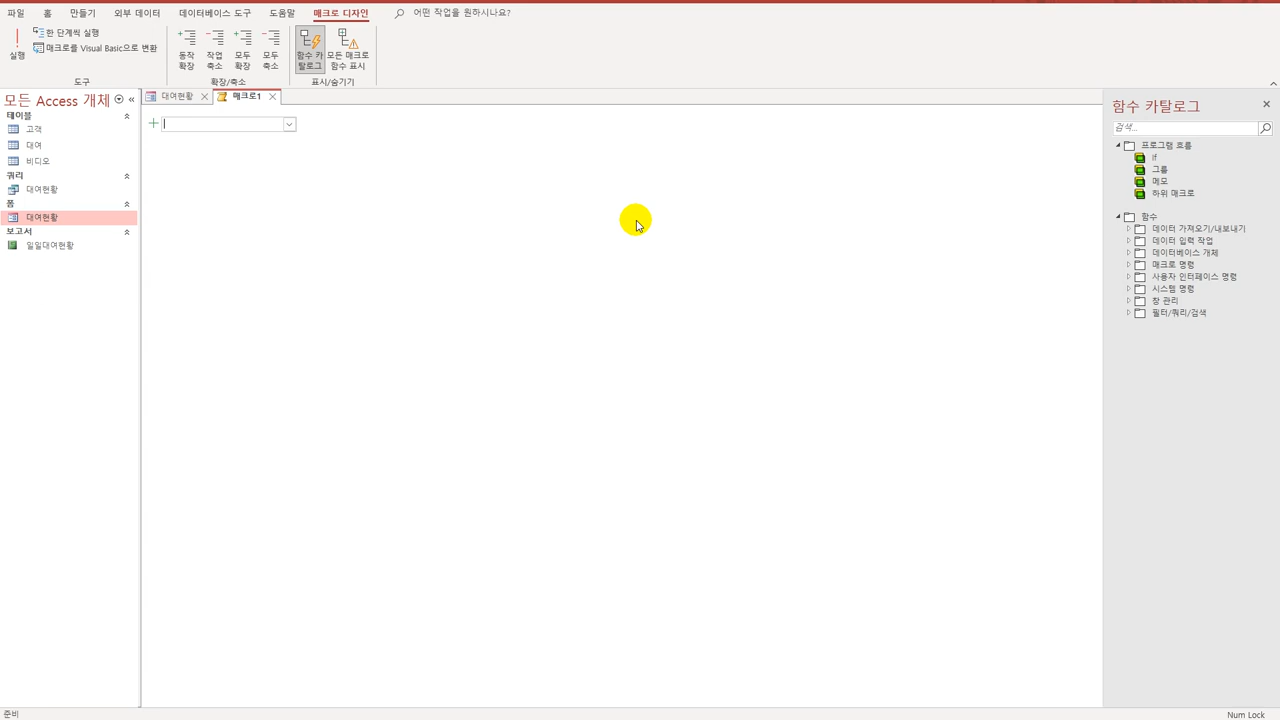 파일 홈 만들기 외부 데이터 데이터베이스 도구 도움말 매크로 디자인 어떤 작업을 원하시나요?
실행
한 단계씩 실행
매크로를 Visual Basic으로 변환
도구
동작 확장
작업 축소
모두 확장
모두 축소
확장/축소
함수 카탈로그
모든 매크로 함수 표시
표시/숨기기
모든 Access 개체
테이블
고객
대여
비디오
쿼리
대여현황
폼
대여현황
보고서
일일대여현황
대여현황 매크로1
함수 카탈로그
검색...
프로그램 흐름
If
그룹
메모
하위 매크로
함수
데이터 가져오기/내보내기
데이터 입력 작업
데이터베이스 개체
매크로 명령
사용자 인터페이스 명령
시스템 명령
창 관리
필터/쿼리/검색
준비 Num Lock